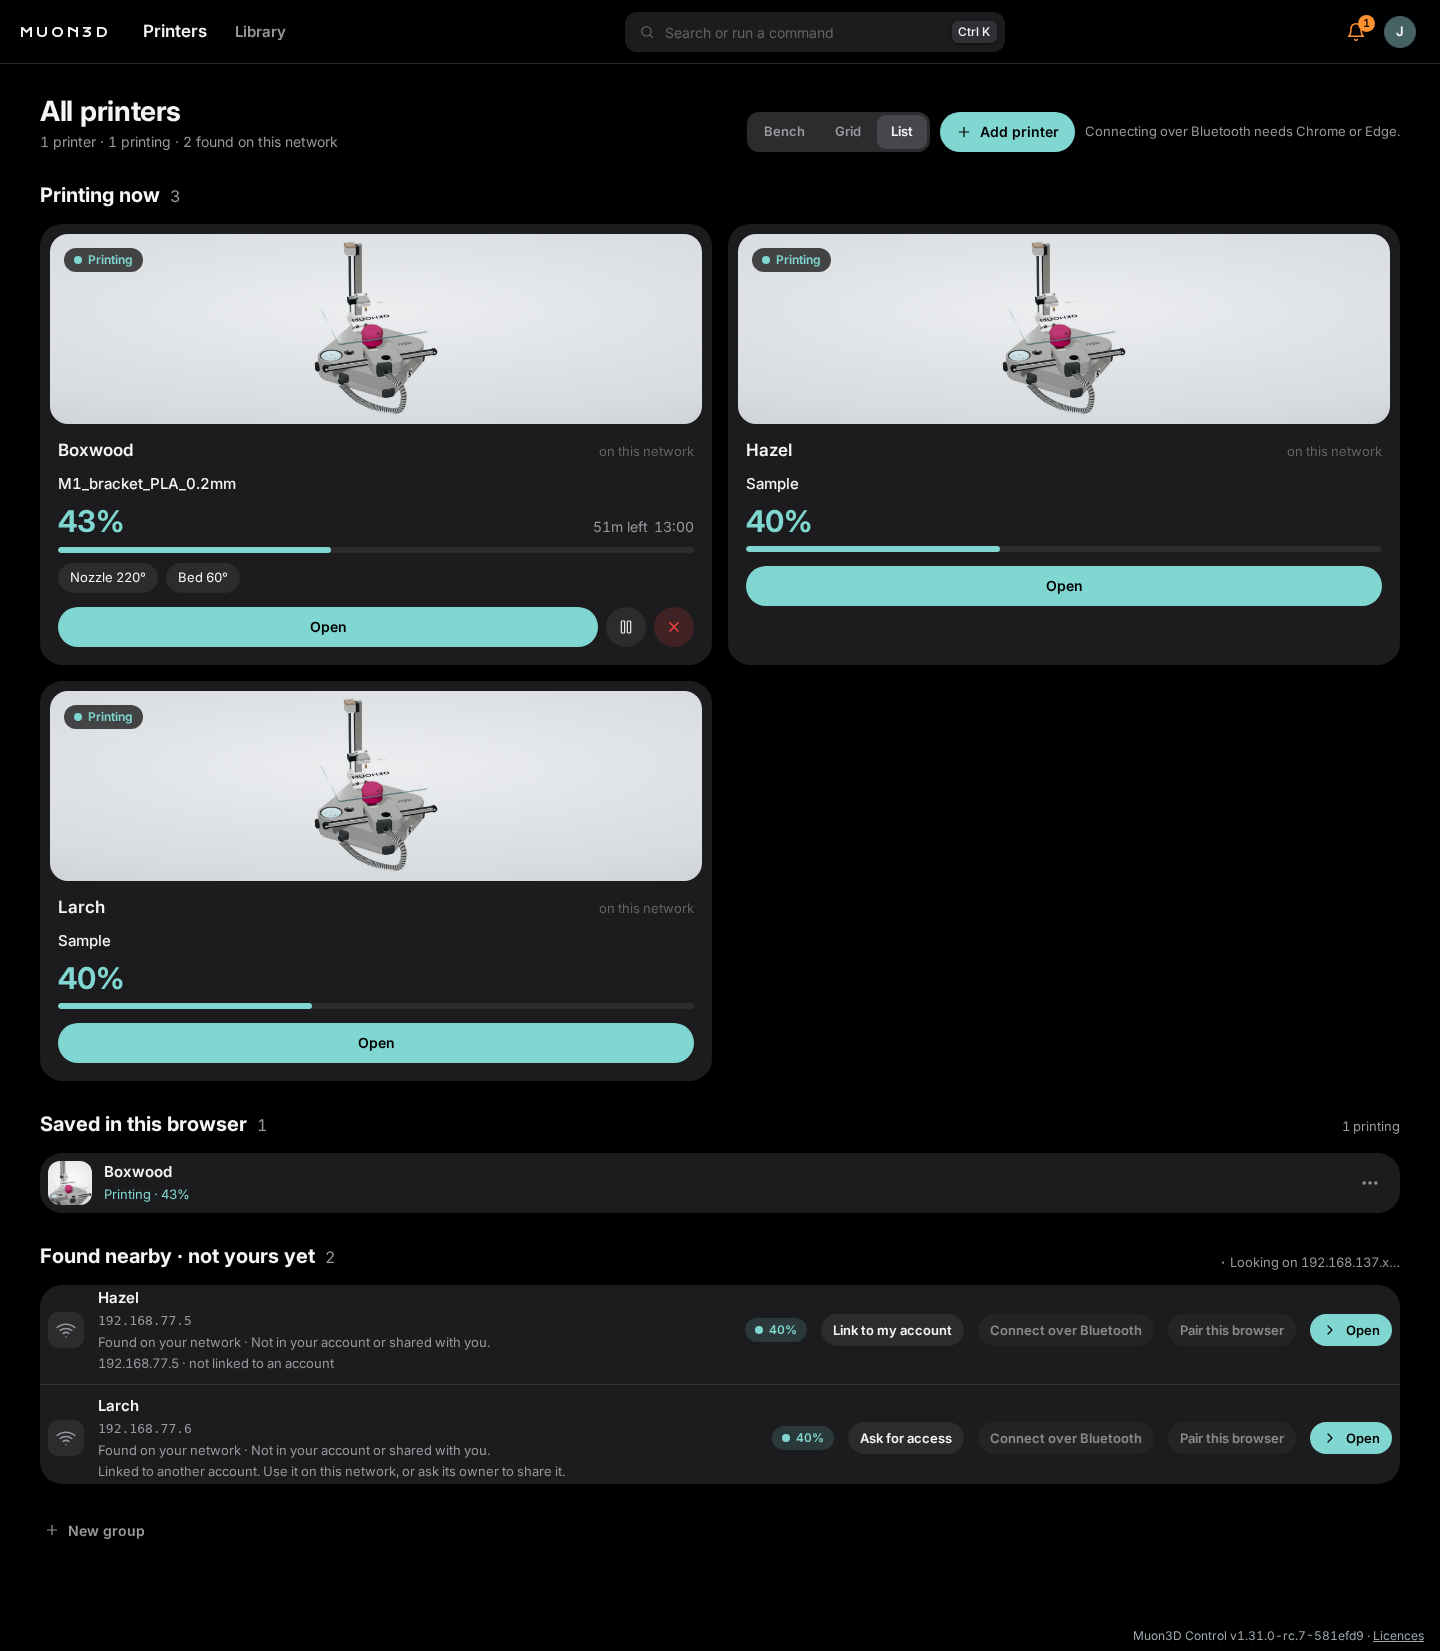 MUON3D
Printers
Library
Search or run a command
Ctrl K
1
J
All printers
1 printer · 1 printing · 2 found on this network
Bench
Grid
List
+ Add printer
Connecting over Bluetooth needs Chrome or Edge.
Printing now 3
Printing
MUON3D
Boxwood
on this network
M1_bracket_PLA_0.2mm
43%
51m left 13:00
Nozzle 220°
Bed 60°
Open
Printing
MUON3D
Hazel
on this network
Sample
40%
Open
Printing
MUON3D
Larch
on this network
Sample
40%
Open
Saved in this browser 1
1 printing
Boxwood
Printing · 43%
Found nearby · not yours yet 2
· Looking on 192.168.137.x...
Hazel
192.168.77.5
Found on your network · Not in your account or shared with you.
192.168.77.5 · not linked to an account
40%
Link to my account
Connect over Bluetooth
Pair this browser
Open
Larch
192.168.77.6
Found on your network · Not in your account or shared with you.
Linked to another account. Use it on this network, or ask its owner to share it.
40%
Ask for access
Connect over Bluetooth
Pair this browser
Open
+ New group
Muon3D Control v1.31.0-rc.7-581efd9 · Licences